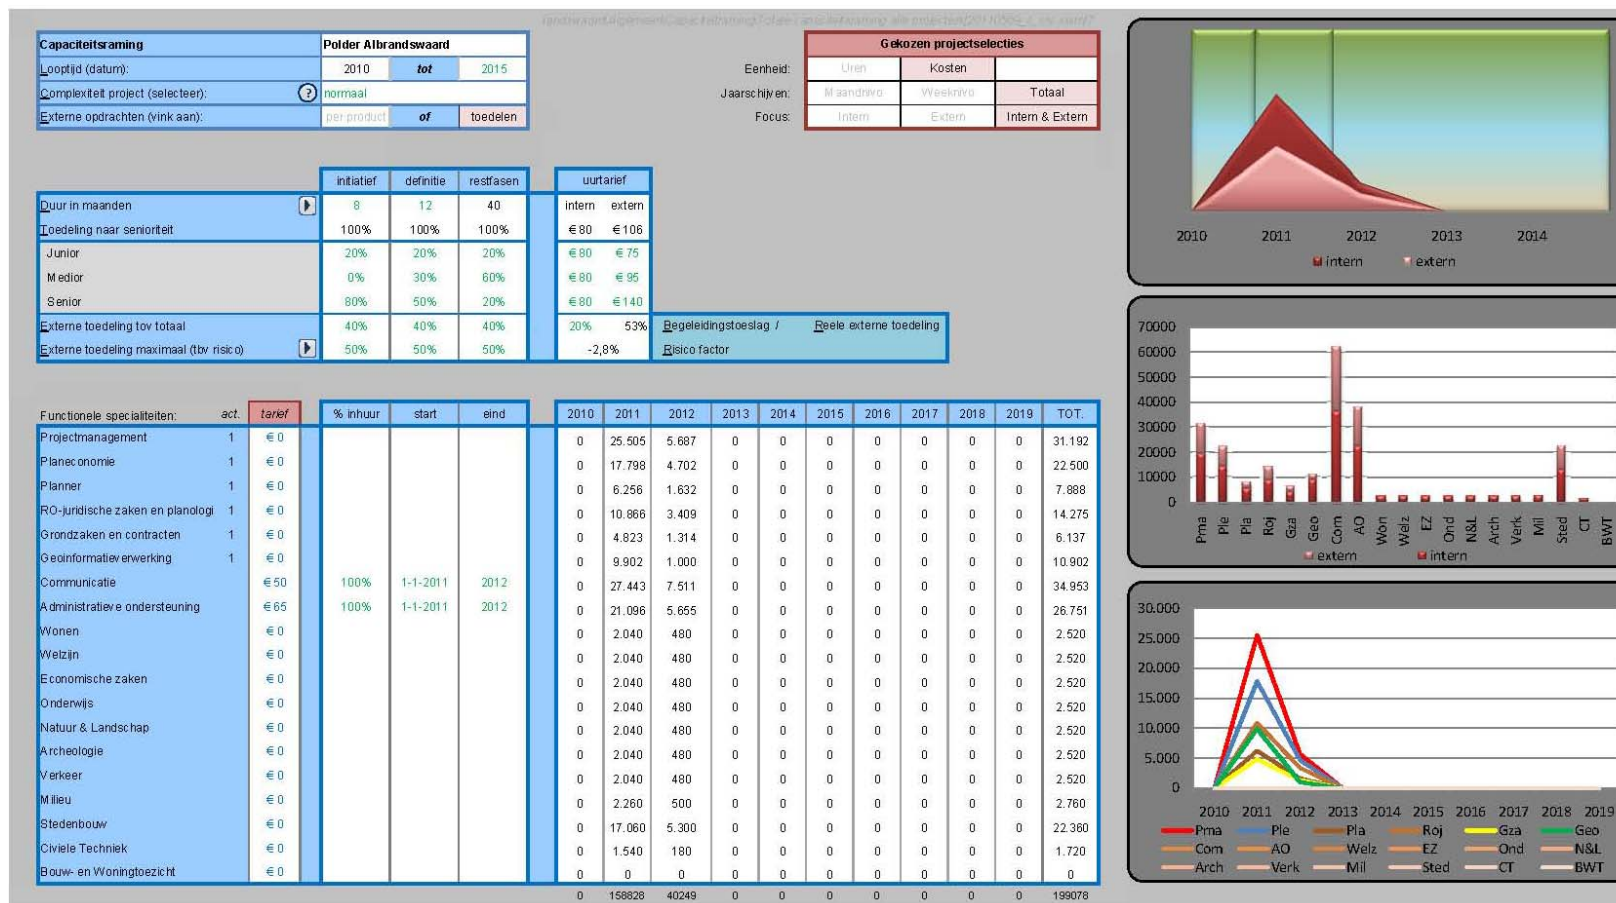 Capaciteitsraming Polder Albrandswaard
Looptijd (datum): 2010 tot 2015
Complexiteit project (selecteer): ? normaal
Externe opdrachten (vink aan): per product of toedelen
Gekozen projectselecties
Eenheid: Uren Kosten
Jaarschijven: Maandnivo Weeknivo Totaal
Focus: Intern Extern Intern & Extern
initiatief definitie restfasen uurtarief
Duur in maanden 8 12 40 intern extern
Toedeling naar senioriteit 100% 100% 100% € 80 € 106
Junior 20% 20% 20% € 80 € 75
Medior 0% 30% 60% € 80 € 95
Senior 80% 50% 20% € 80 € 140
Externe toedeling tov totaal 40% 40% 40% 20% 53% Begeleidingstoeslag / Reele externe toedeling
Externe toedeling maximaal (tbv risico) 50% 50% 50% -2,8% Risico factor
Functionele specialiteiten: act. tarief % inhuur start eind 2010 2011 2012 2013 2014 2015 2016 2017 2018 2019 TOT.
Projectmanagement 1 € 0 0 25.505 5.687 0 0 0 0 0 0 0 31.192
Planeconomie 1 € 0 0 17.798 4.702 0 0 0 0 0 0 0 22.500
Planner 1 € 0 0 6.256 1.632 0 0 0 0 0 0 0 7.888
RO-juridische zaken en planologi 1 € 0 0 10.866 3.409 0 0 0 0 0 0 0 14.275
Grondzaken en contracten 1 € 0 0 4.823 1.314 0 0 0 0 0 0 0 6.137
Geoinformatieverwerking 1 € 0 0 9.902 1.000 0 0 0 0 0 0 0 10.902
Communicatie € 50 100% 1-1-2011 2012 0 27.443 7.511 0 0 0 0 0 0 0 34.953
Administratieve ondersteuning € 65 100% 1-1-2011 2012 0 21.096 5.655 0 0 0 0 0 0 0 26.751
Wonen € 0 0 2.040 480 0 0 0 0 0 0 0 2.520
Welzijn € 0 0 2.040 480 0 0 0 0 0 0 0 2.520
Economische zaken € 0 0 2.040 480 0 0 0 0 0 0 0 2.520
Onderwijs € 0 0 2.040 480 0 0 0 0 0 0 0 2.520
Natuur & Landschap € 0 0 2.040 480 0 0 0 0 0 0 0 2.520
Archeologie € 0 0 2.040 480 0 0 0 0 0 0 0 2.520
Verkeer € 0 0 2.040 480 0 0 0 0 0 0 0 2.520
Milieu € 0 0 2.260 500 0 0 0 0 0 0 0 2.760
Stedenbouw € 0 0 17.060 5.300 0 0 0 0 0 0 0 22.360
Civiele Techniek € 0 0 1.540 180 0 0 0 0 0 0 0 1.720
Bouw- en Woningtoezicht € 0 0 0 0 0 0 0 0 0 0 0 0
0 158828 40249 0 0 0 0 0 0 0 199078
2010 2011 2012 2013 2014
intern extern
70000
60000
50000
40000
30000
20000
10000
0
Pma Ple Pla Roj Gza Geo Com AO Won Welz EZ Ond N&L Arch Verk Mil Sted CT BWT
extern intern
30.000
25.000
20.000
15.000
10.000
5.000
0
2010 2011 2012 2013 2014 2015 2016 2017 2018 2019
Pma Ple Pla Roj Gza Geo
Com AO Welz EZ Ond N&L
Arch Verk Mil Sted CT BWT